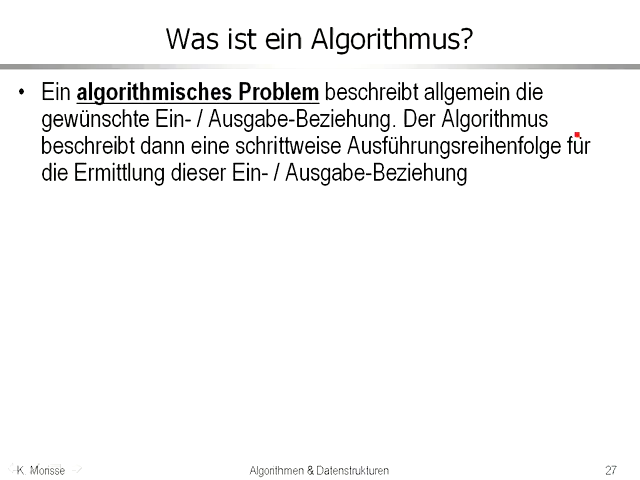 Was ist ein Algorithmus?
• Ein algorithmisches Problem beschreibt allgemein die
gewünschte Ein- / Ausgabe-Beziehung. Der Algorithmus
beschreibt dann eine schrittweise Ausführungsreihenfolge für
die Ermittlung dieser Ein- / Ausgabe-Beziehung
K. Morisse Algorithmen & Datenstrukturen 27